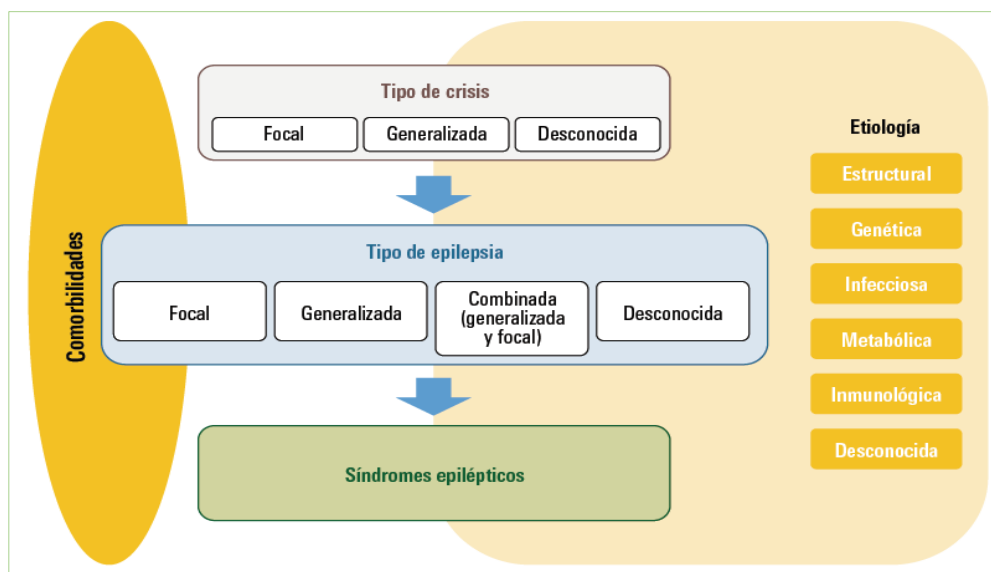 Comorbilidades
Tipo de crisis
Focal
Generalizada
Desconocida
Tipo de epilepsia
Focal
Generalizada
Combinada
(generalizada
y focal)
Desconocida
Síndromes epilépticos
Etiología
Estructural
Genética
Infecciosa
Metabólica
Inmunológica
Desconocida